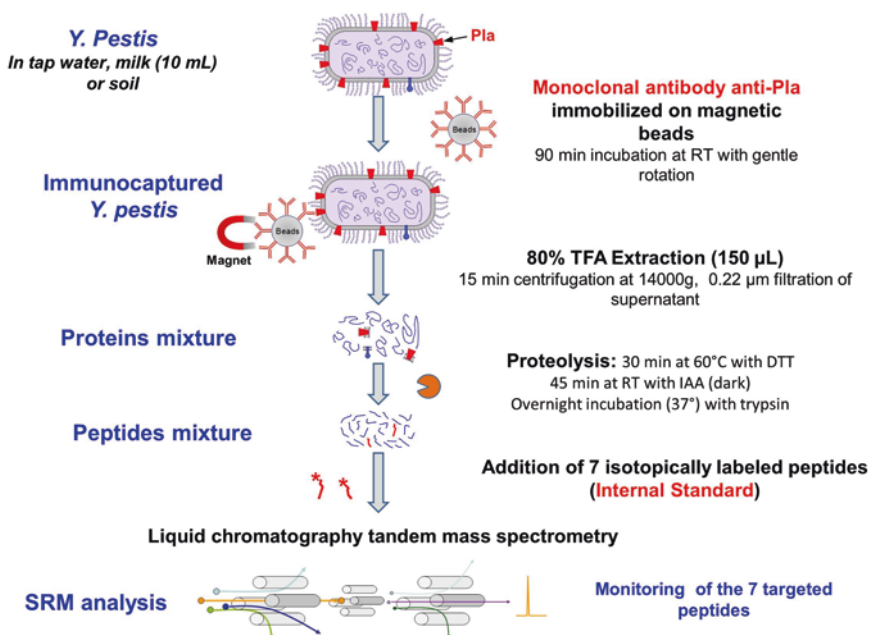 Y. Pestis
In tap water, milk (10 mL)
or soil
Pla
Monoclonal antibody anti-Pla
immobilized on magnetic
beads
90 min incubation at RT with gentle
rotation
Beads
Immunocaptured
Y. pestis
Beads
Magnet
80% TFA Extraction (150 µL)
15 min centrifugation at 14000g, 0.22 µm filtration of
supernatant
Proteins mixture
Proteolysis: 30 min at 60°C with DTT
45 min at RT with IAA (dark)
Overnight incubation (37°) with trypsin
Peptides mixture
Addition of 7 isotopically labeled peptides
(Internal Standard)
* *
Liquid chromatography tandem mass spectrometry
SRM analysis
Monitoring of the 7 targeted
peptides